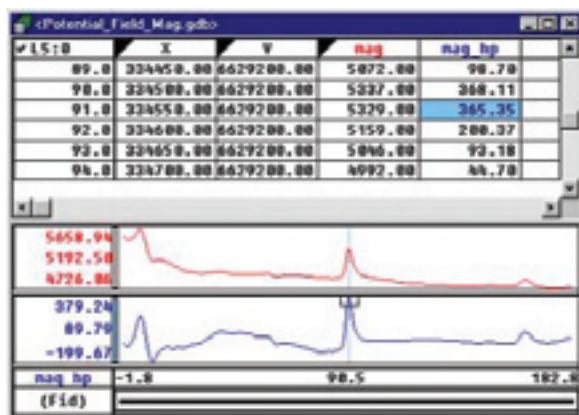 <Potential_Field_Mag.gdb>
✓ L5:0 X Y mag mag_hp
89.0 334450.00 6629200.00 5072.00 98.70
90.0 334500.00 6629200.00 5337.00 368.11
91.0 334550.00 6629200.00 5329.00 365.35
92.0 334600.00 6629200.00 5159.00 200.37
93.0 334650.00 6629200.00 5046.00 93.18
94.0 334700.00 6629200.00 4992.00 44.70
5658.94
5192.50
4726.06
379.24
89.79
-199.67
mag_hp -1.8 90.5 182.8
(Fid)